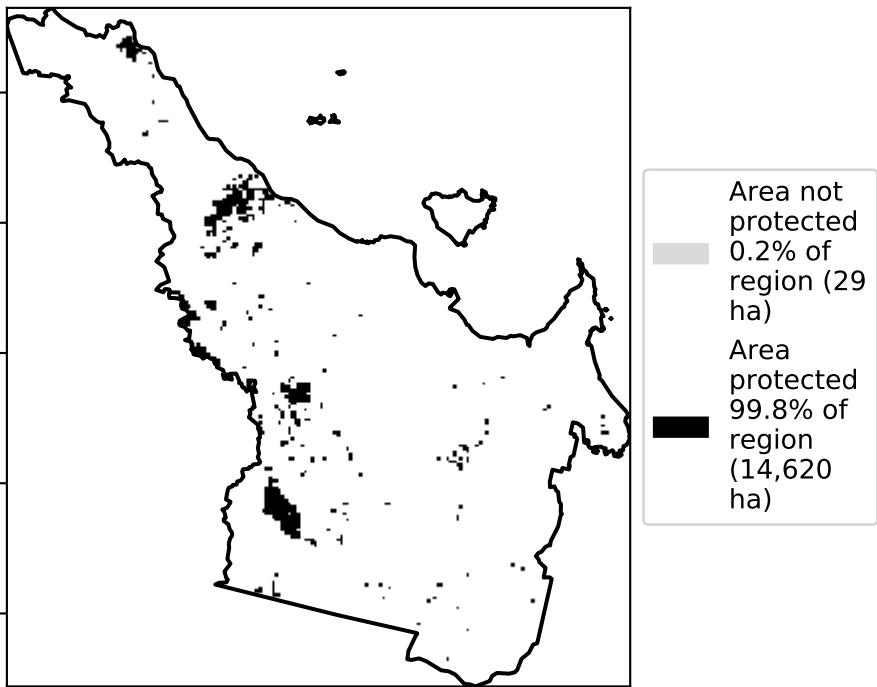 Area not
protected
0.2% of
region (29
ha)
Area
protected
99.8% of
region
(14,620
ha)